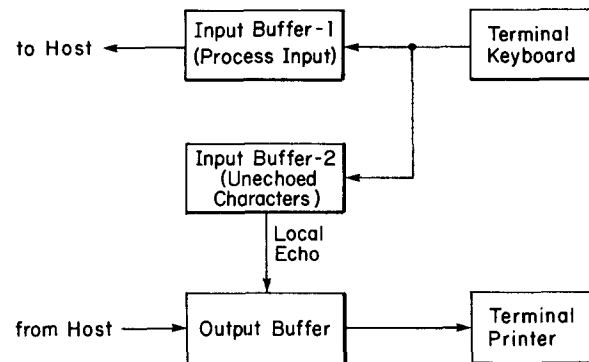 to Host
Input Buffer-1
(Process Input)
Terminal
Keyboard
Input Buffer-2
(Unechoed
Characters)
Local
Echo
from Host
Output Buffer
Terminal
Printer